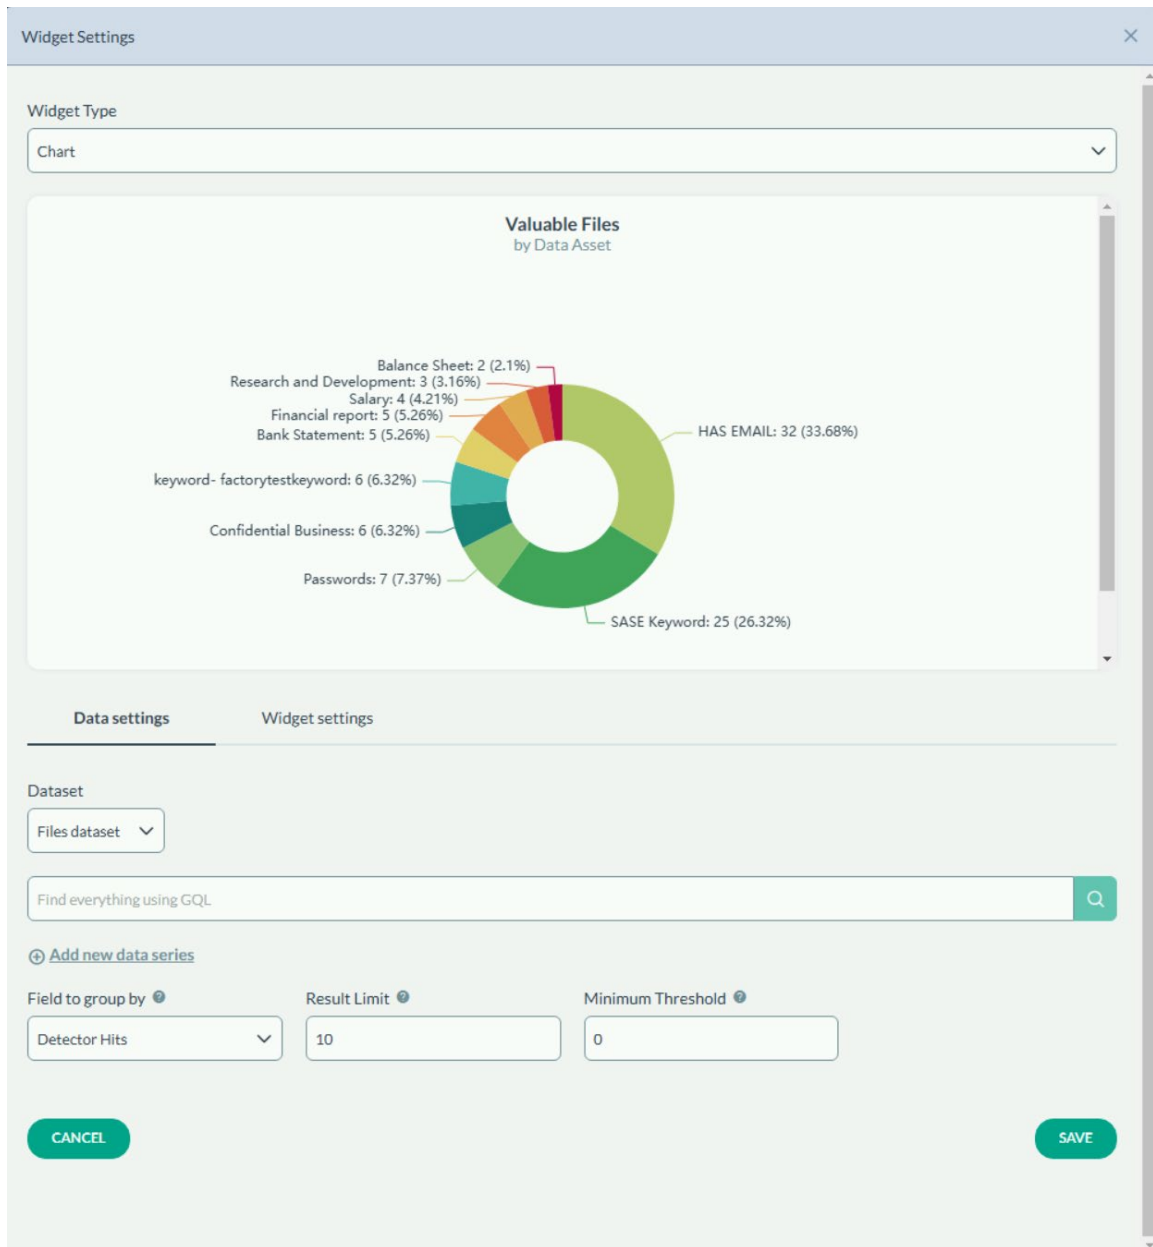 Widget Settings
Widget Type
Chart
Valuable Files
by Data Asset
Balance Sheet: 2 (2.1%)
Research and Development: 3 (3.16%)
Salary: 4 (4.21%)
Financial report: 5 (5.26%)
Bank Statement: 5 (5.26%)
HAS EMAIL: 32 (33.68%)
keyword- factorytestkeyword: 6 (6.32%)
Confidential Business: 6 (6.32%)
Passwords: 7 (7.37%)
SASE Keyword: 25 (26.32%)
Data settings Widget settings
Dataset
Files dataset
Find everything using GQL
Add new data series
Field to group by Result Limit Minimum Threshold
Detector Hits 10 0
CANCEL SAVE